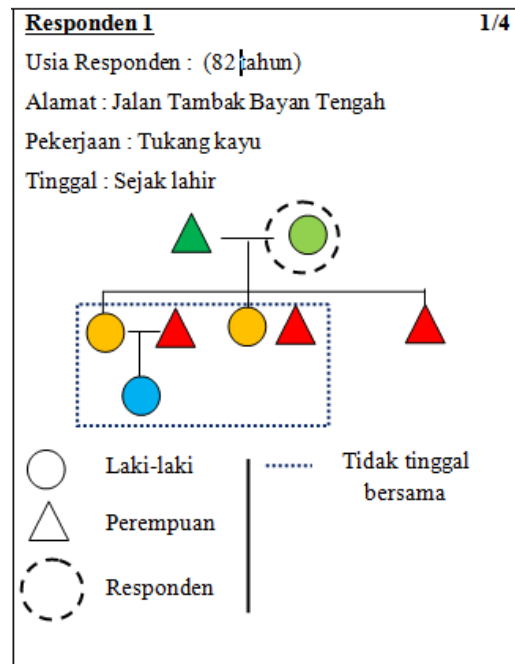 Responden 1 1/4
Usia Responden : (82 tahun)
Alamat : Jalan Tambak Bayan Tengah
Pekerjaan : Tukang kayu
Tinggal : Sejak lahir
Laki-laki
Tidak tinggal
bersama
Perempuan
Responden